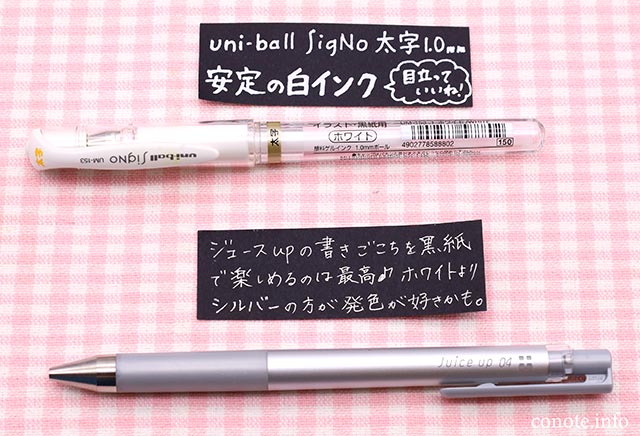 uni-ball SigNo 太字1.0mm
安定の白インク
目立って
いいね!
太字
uni-ball SigNo UM-153
太字
イラスト・黒紙用
ホワイト
顔料ゲルインク 1.0mmボール
4902778588802
150
ジュースupの書きごこちを黒紙
で楽しめるのは最高♪ ホワイトより
シルバーの方が発色が好きかも。
Juice up 04
conote.info